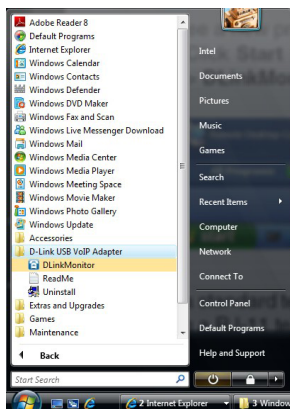 Adobe Reader 8
Default Programs
Internet Explorer
Windows Calendar
Windows Contacts
Windows Defender
Windows DVD Maker
Windows Fax and Scan
Windows Live Messenger Download
Windows Mail
Windows Media Center
Windows Media Player
Windows Meeting Space
Windows Movie Maker
Windows Photo Gallery
Windows Update
Accessories
D-Link USB VoIP Adapter
DLinkMonitor
ReadMe
Uninstall
Extras and Upgrades
Games
Maintenance
Back
Start Search
Intel
Documents
Pictures
Music
Games
Search
Recent Items
Computer
Network
Connect To
Control Panel
Default Programs
Help and Support
2 Internet Explorer
3 Window